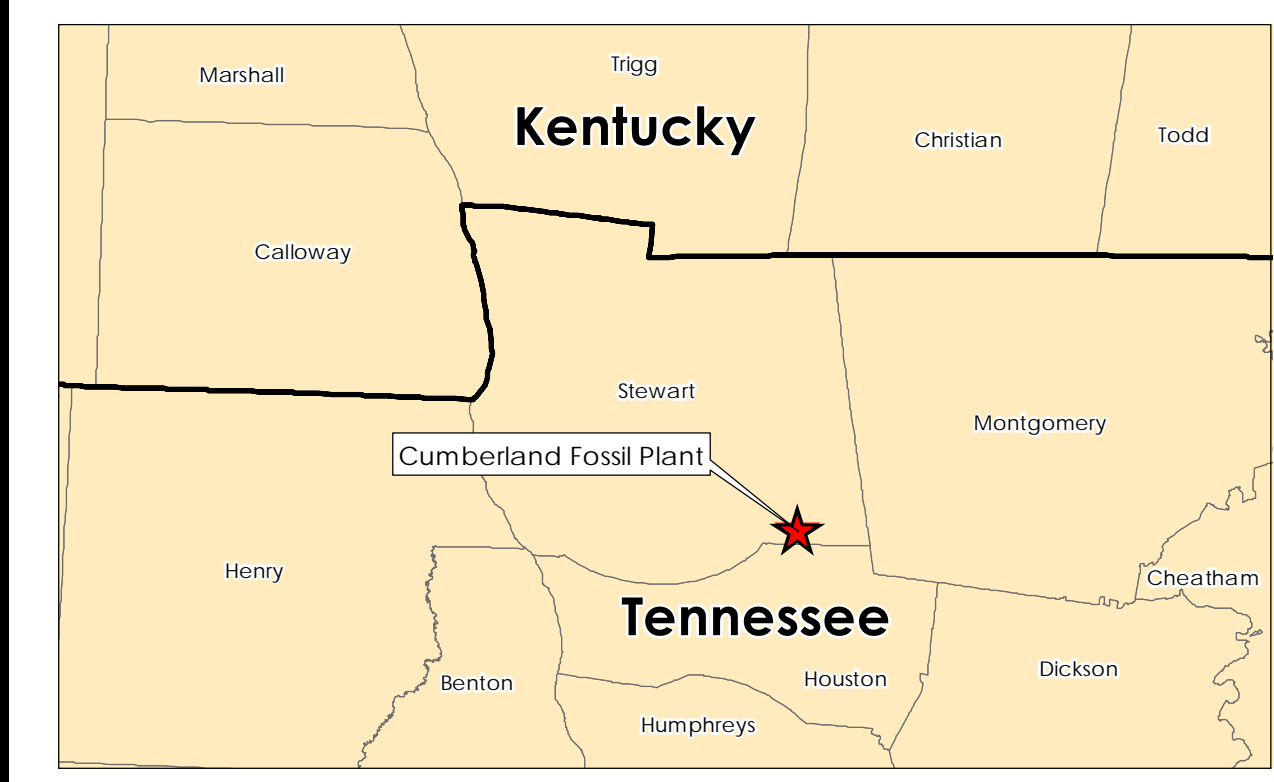 Marshall
Trigg
Kentucky
Christian
Todd
Calloway
Stewart
Montgomery
Cumberland Fossil Plant
Henry
Cheatham
Tennessee
Benton
Houston
Dickson
Humphreys